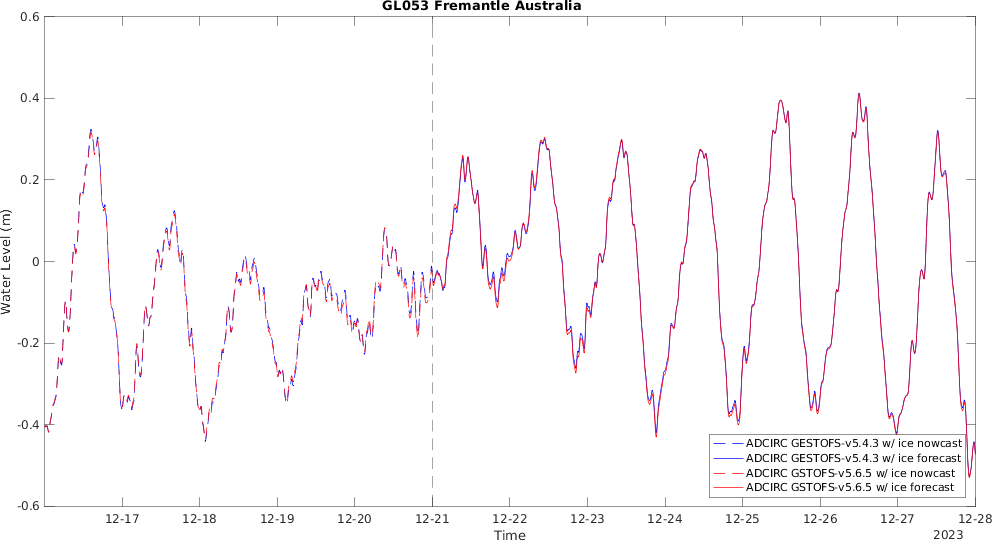 GL053 Fremantle Australia
0.6
0.4
0.2
0
-0.2
-0.4
-0.6
Water Level (m)
ADCIRC GESTOFS-v5.4.3 w/ ice nowcast
ADCIRC GESTOFS-v5.4.3 w/ ice forecast
ADCIRC GSTOFS-v5.6.5 w/ ice nowcast
ADCIRC GSTOFS-v5.6.5 w/ ice forecast
12-17 12-18 12-19 12-20 12-21 12-22 12-23 12-24 12-25 12-26 12-27 12-28
Time
2023